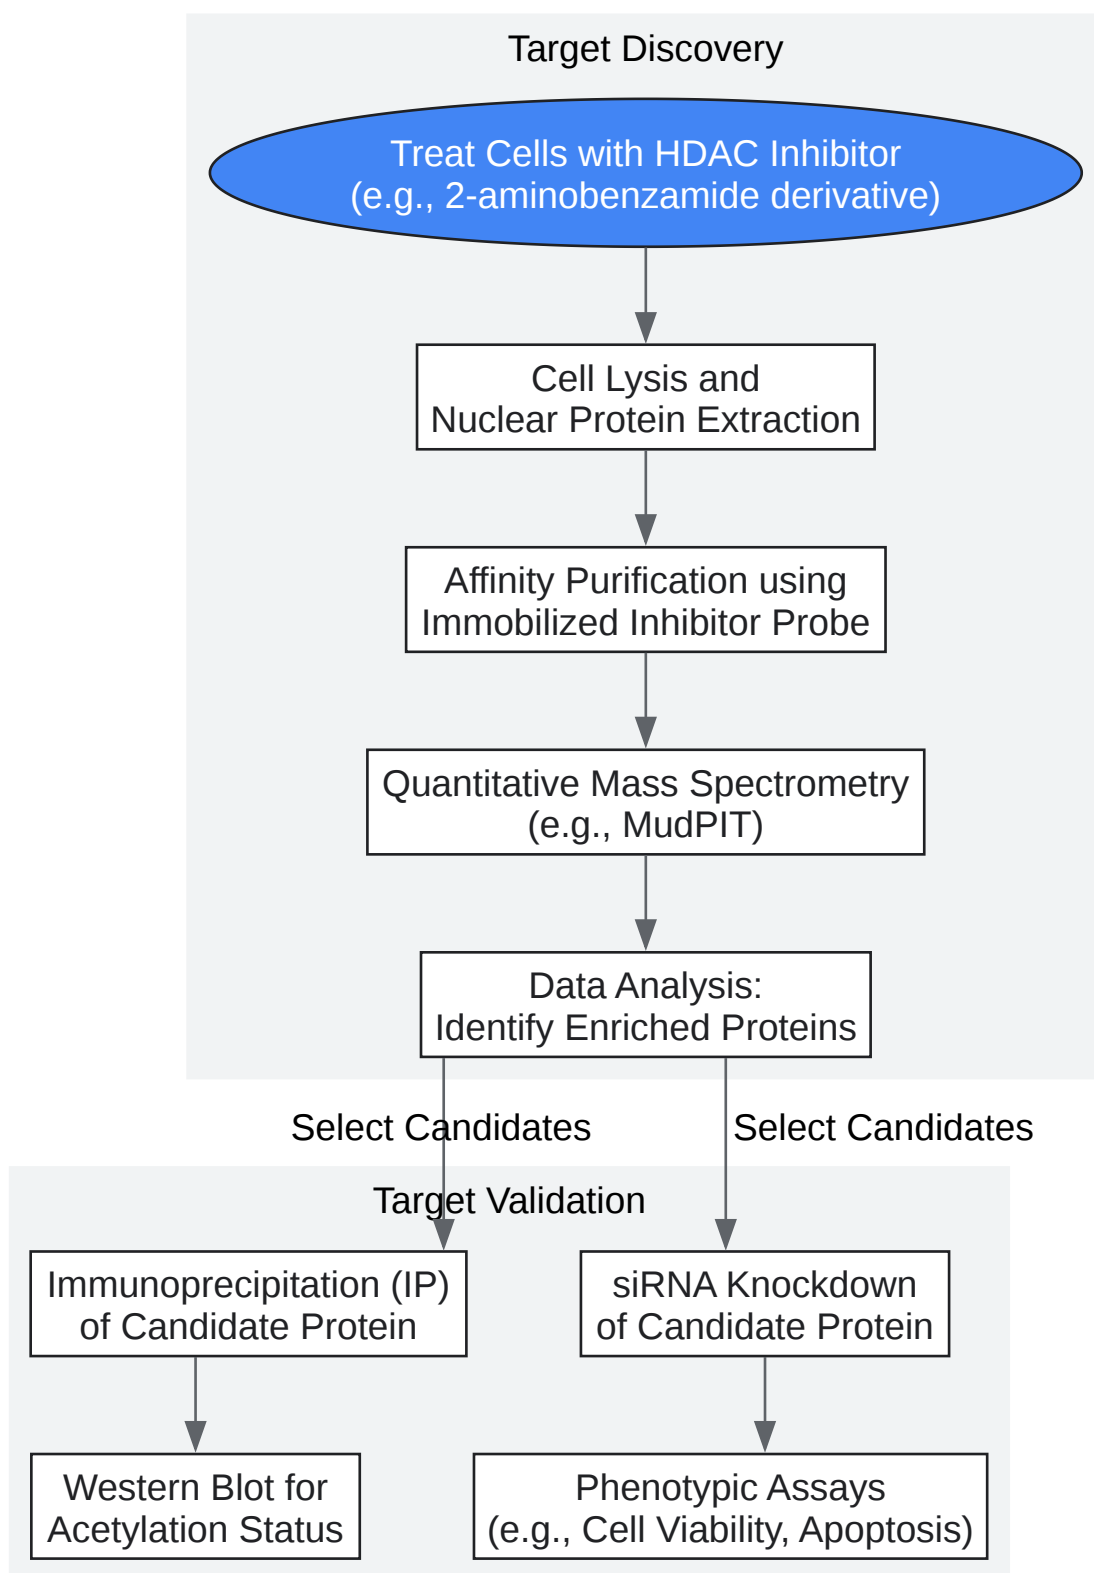 Target Discovery
Treat Cells with HDAC Inhibitor
(e.g., 2-aminobenzamide derivative)
Cell Lysis and
Nuclear Protein Extraction
Affinity Purification using
Immobilized Inhibitor Probe
Quantitative Mass Spectrometry
(e.g., MudPIT)
Data Analysis:
Identify Enriched Proteins
Select Candidates
Select Candidates
Target Validation
Immunoprecipitation (IP)
of Candidate Protein
siRNA Knockdown
of Candidate Protein
Western Blot for
Acetylation Status
Phenotypic Assays
(e.g., Cell Viability, Apoptosis)